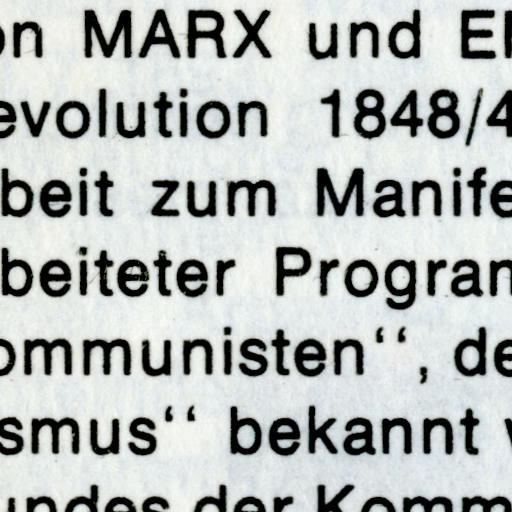 on MARX und E
evolution 1848/4
beit zum Manife
beiteter Progran
ommunisten“, de
smus“ bekannt
undes der Komm